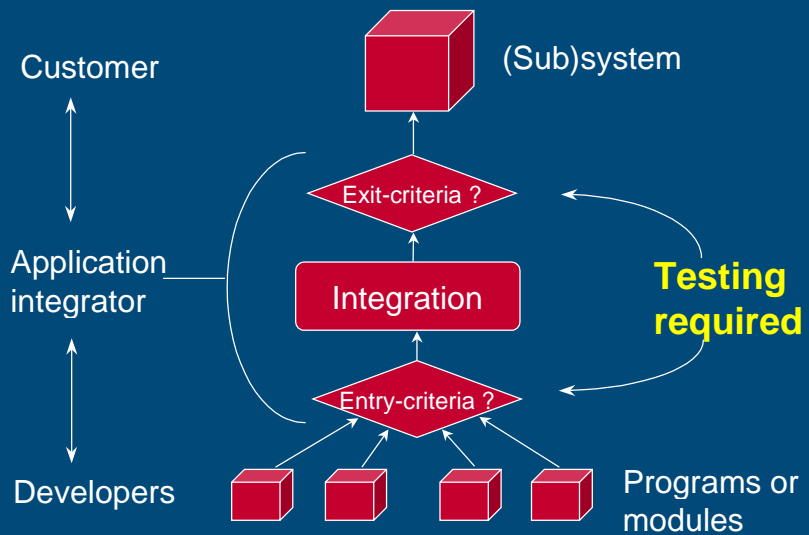 Customer
(Sub)system
Exit-criteria ?
Application
integrator
Integration
Testing
required
Entry-criteria ?
Developers
Programs or
modules